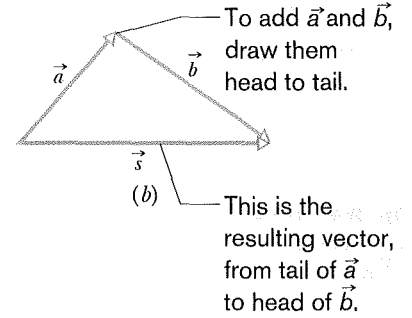 To add a⃗ and b⃗,
draw them
head to tail.
a⃗
b⃗
s⃗
(b)
This is the
resulting vector,
from tail of a⃗
to head of b⃗.